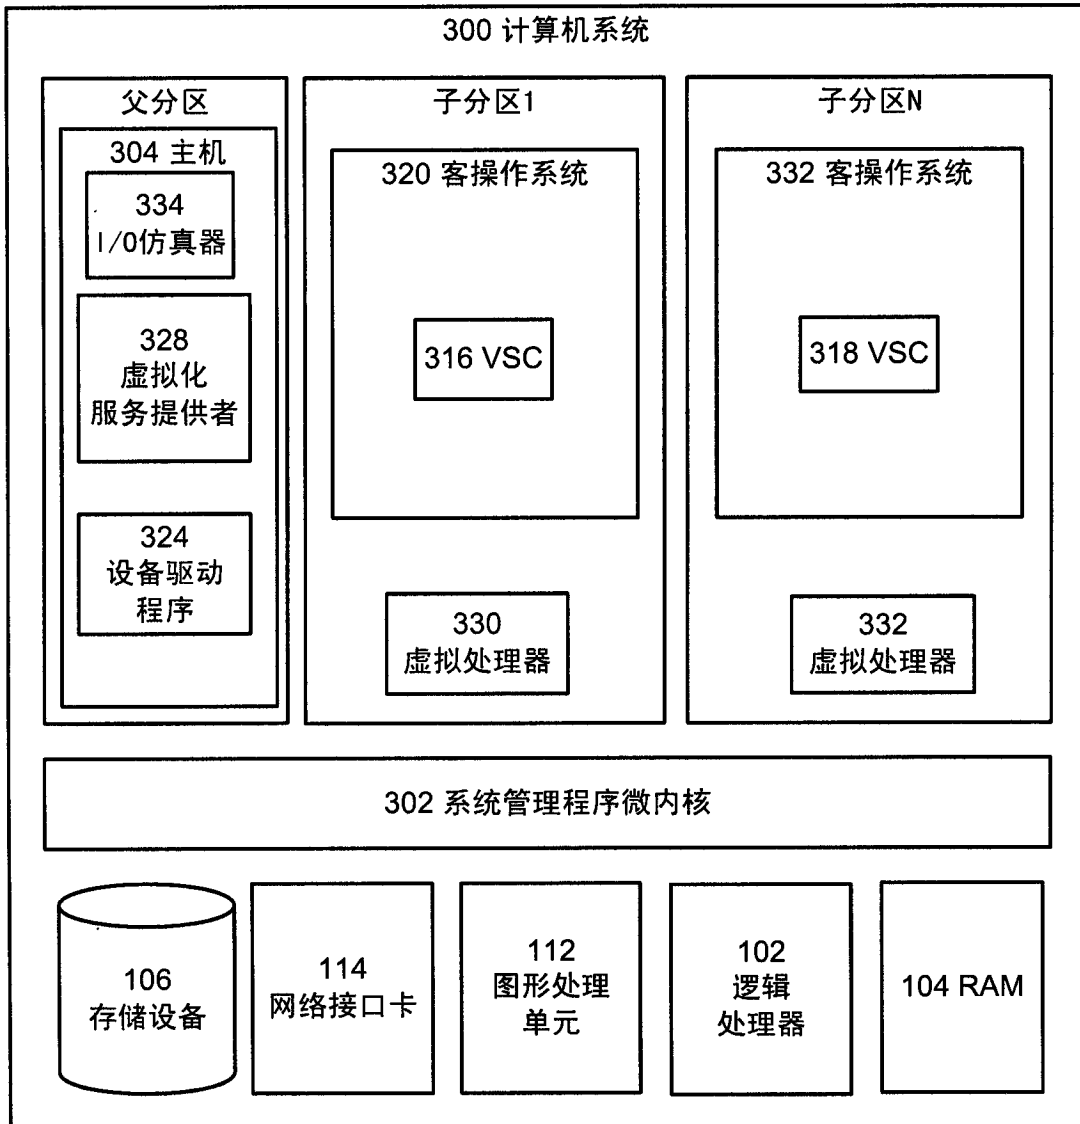 300 计算机系统
父分区
304 主机
334
I/O仿真器
328
虚拟化
服务提供者
324
设备驱动
程序
子分区1
320 客操作系统
316 VSC
330
虚拟处理器
子分区N
332 客操作系统
318 VSC
332
虚拟处理器
302 系统管理程序微内核
106
存储设备
114
网络接口卡
112
图形处理
单元
102
逻辑
处理器
104 RAM